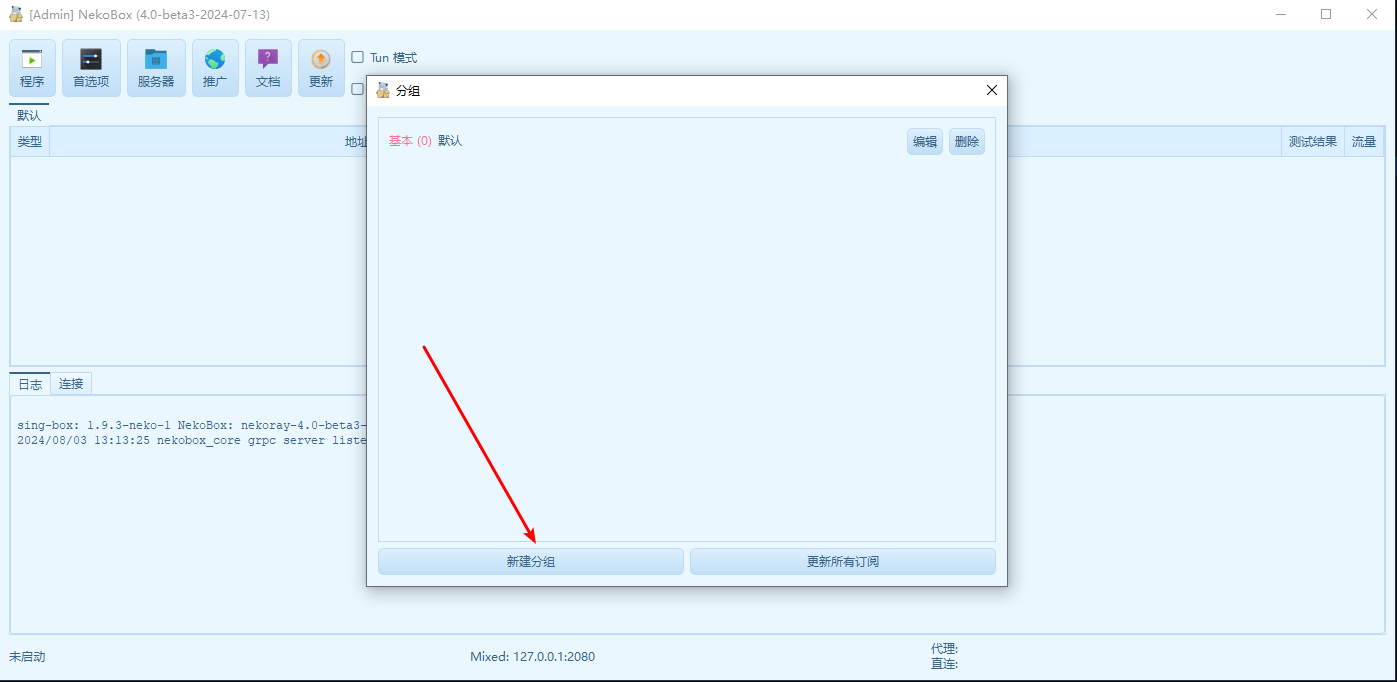 [Admin] NekoBox (4.0-beta3-2024-07-13)
程序 首选项 服务器 推广 文档 更新
Tun 模式
默认
类型 地址 测试结果 流量
分组
基本 (0) 默认 编辑 删除
新建分组 更新所有订阅
日志 连接
sing-box: 1.9.3-neko-1 NekoBox: nekoray-4.0-beta3-
2024/08/03 13:13:25 nekobox_core grpc server liste
未启动 Mixed: 127.0.0.1:2080 代理:
直连: